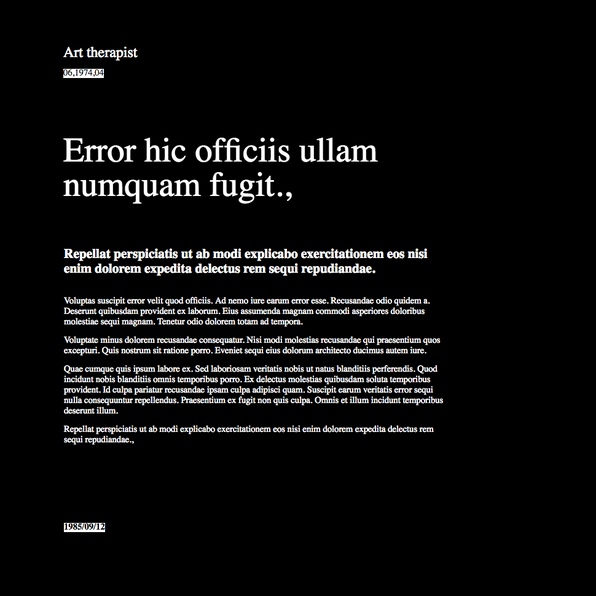 Art therapist
06,1974,04
Error hic officiis ullam
numquam fugit.,
Repellat perspiciatis ut ab modi explicabo exercitationem eos nisi
enim dolorem expedita delectus rem sequi repudiandae.
Voluptas suscipit error velit quod officiis. Ad nemo iure earum error esse. Recusandae odio quidem a.
Deserunt quibusdam provident ex laborum. Eius assumenda magnam commodi asperiores doloribus
molestiae sequi magnam. Tenetur odio dolorem totam ad tempora.
Voluptate minus dolorem recusandae consequatur. Nisi modi molestias recusandae qui praesentium quos
excepturi. Quis nostrum sit ratione porro. Eveniet sequi eius dolorum architecto ducimus autem iure.
Quae cumque quis ipsum labore ex. Sed laboriosam veritatis nobis ut natus blanditiis perferendis. Quod
incidunt nobis blanditiis omnis temporibus porro. Ex delectus molestias quibusdam soluta temporibus
provident. Id culpa pariatur recusandae ipsam culpa adipisci quam. Suscipit earum veritatis error sequi
nulla consequuntur repellendus. Praesentium ex fugit non quis culpa. Omnis et illum incidunt temporibus
deserunt illum.
Repellat perspiciatis ut ab modi explicabo exercitationem eos nisi enim dolorem expedita delectus rem
sequi repudiandae.,
1985/09/12